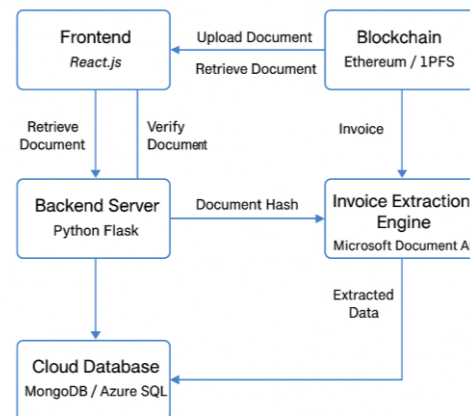 Frontend
React.js
Upload Document
Retrieve Document
Blockchain
Ethereum / 1PFS
Retrieve
Document
Verify
Document
Invoice
Backend Server
Python Flask
Document Hash
Invoice Extraction
Engine
Microsoft Document AI
Extracted
Data
Cloud Database
MongoDB / Azure SQL